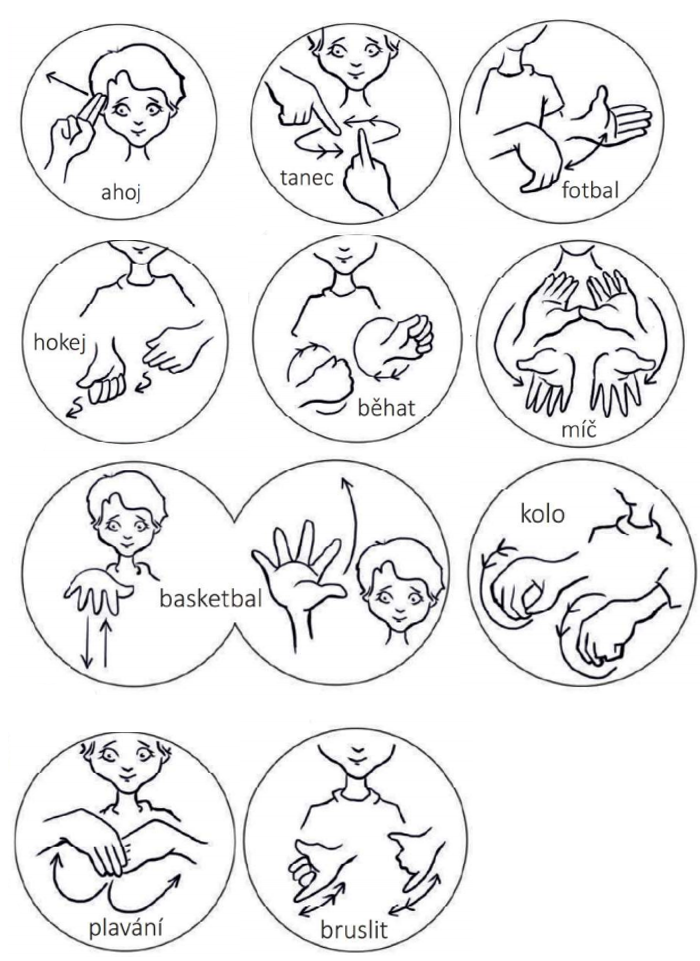 ahoj
tanec
fotbal
hokej
běhat
míč
basketbal
kolo
plavání
bruslit